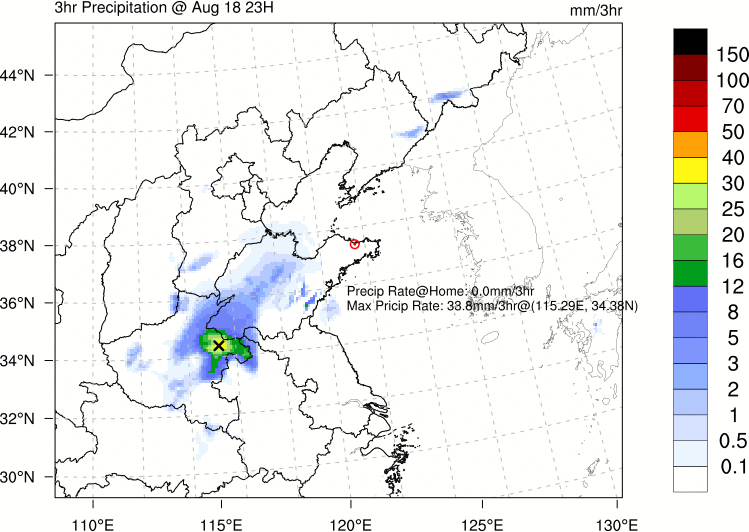 3hr Precipitation @ Aug 18 23H
mm/3hr
44°N
42°N
40°N
38°N
36°N
34°N
32°N
30°N
Precip Rate@Home: 0.0mm/3hr
Max Pricip Rate: 33.8mm/3hr@(115.29E, 34.38N)
110°E 115°E 120°E 125°E 130°E
150
100
70
50
40
30
25
20
16
12
8
5
3
2
1
0.5
0.1